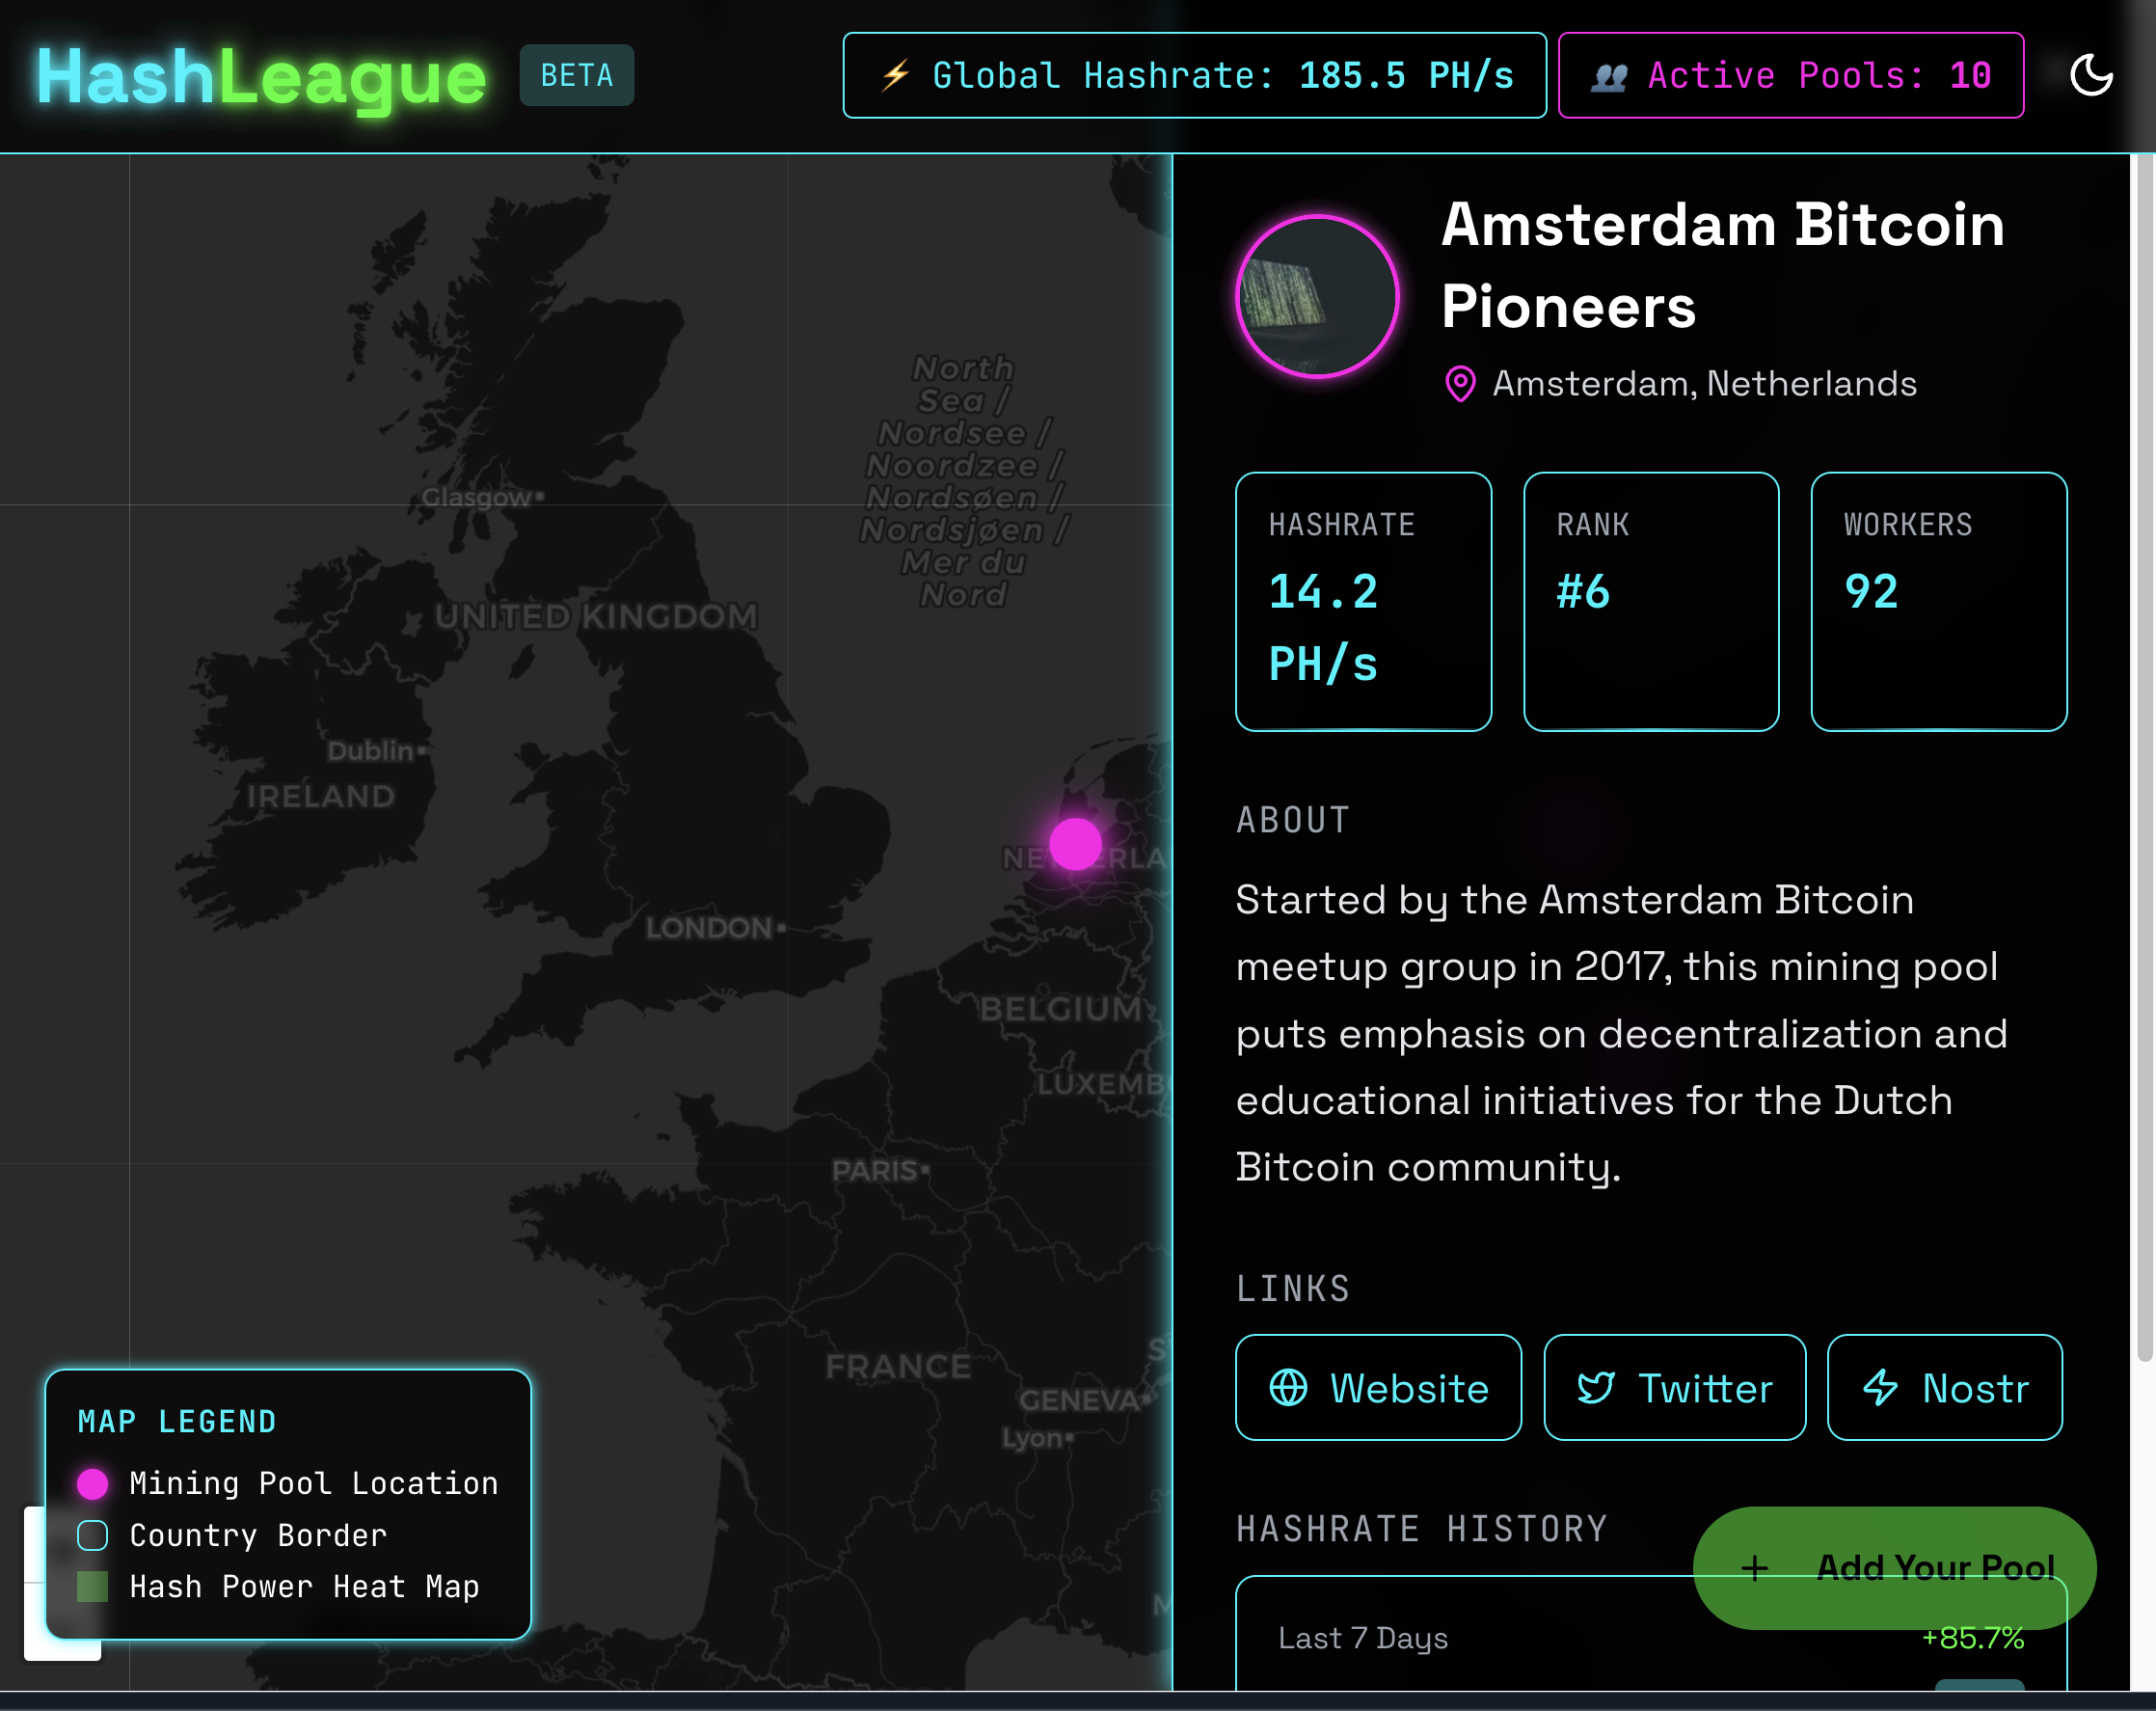 HashLeague BETA
⚡ Global Hashrate: 185.5 PH/s
👥 Active Pools: 10
North
Sea /
Nordsee /
Noordzee /
Nordsøen /
Nordsjøen /
Mer du
Nord
Glasgow
UNITED KINGDOM
Dublin
IRELAND
LONDON
BELGIUM
PARIS
FRANCE
GENEVA
Lyon
MAP LEGEND
Mining Pool Location
Country Border
Hash Power Heat Map
Amsterdam Bitcoin
Pioneers
Amsterdam, Netherlands
HASHRATE
14.2
PH/s
RANK
#6
WORKERS
92
ABOUT
Started by the Amsterdam Bitcoin
meetup group in 2017, this mining pool
puts emphasis on decentralization and
educational initiatives for the Dutch
Bitcoin community.
LINKS
Website
Twitter
Nostr
HASHRATE HISTORY
+ Add Your Pool
Last 7 Days
+85.7%